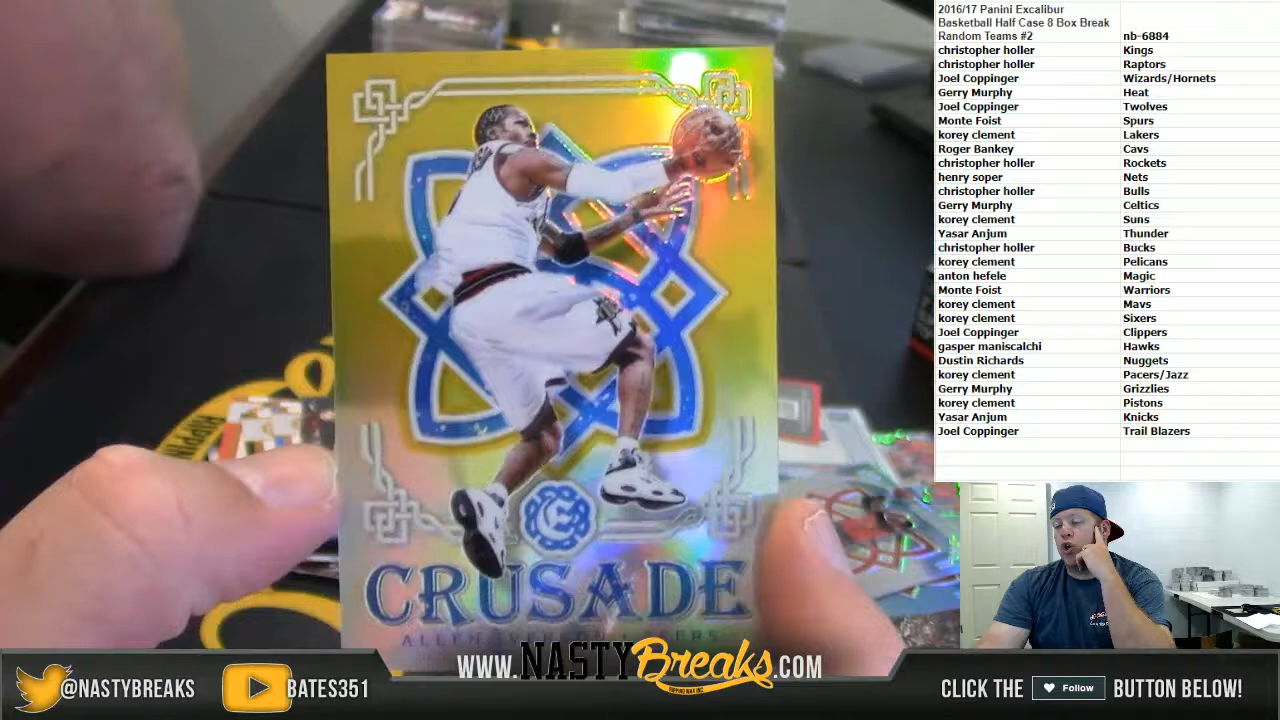 2016/17 Panini Excalibur
Basketball Half Case 8 Box Break
Random Teams #2 nb-6884
christopher holler Kings
christopher holler Raptors
Joel Coppinger Wizards/Hornets
Gerry Murphy Heat
Joel Coppinger Twolves
Monte Foist Spurs
korey clement Lakers
Roger Bankey Cavs
christopher holler Rockets
henry soper Nets
christopher holler Bulls
Gerry Murphy Celtics
korey clement Suns
Yasar Anjum Thunder
christopher holler Bucks
korey clement Pelicans
anton hefele Magic
Monte Foist Warriors
korey clement Mavs
korey clement Sixers
Joel Coppinger Clippers
gasper maniscalchi Hawks
Dustin Richards Nuggets
korey clement Pacers/Jazz
Gerry Murphy Grizzlies
korey clement Pistons
Yasar Anjum Knicks
Joel Coppinger Trail Blazers
E
CRUSADE
ALLEN
RIPPIN
@NASTYBREAKS
BATES351
WWW.NASTYBreaks.COM
RIPPING WAX INC.
CLICK THE Follow BUTTON BELOW!